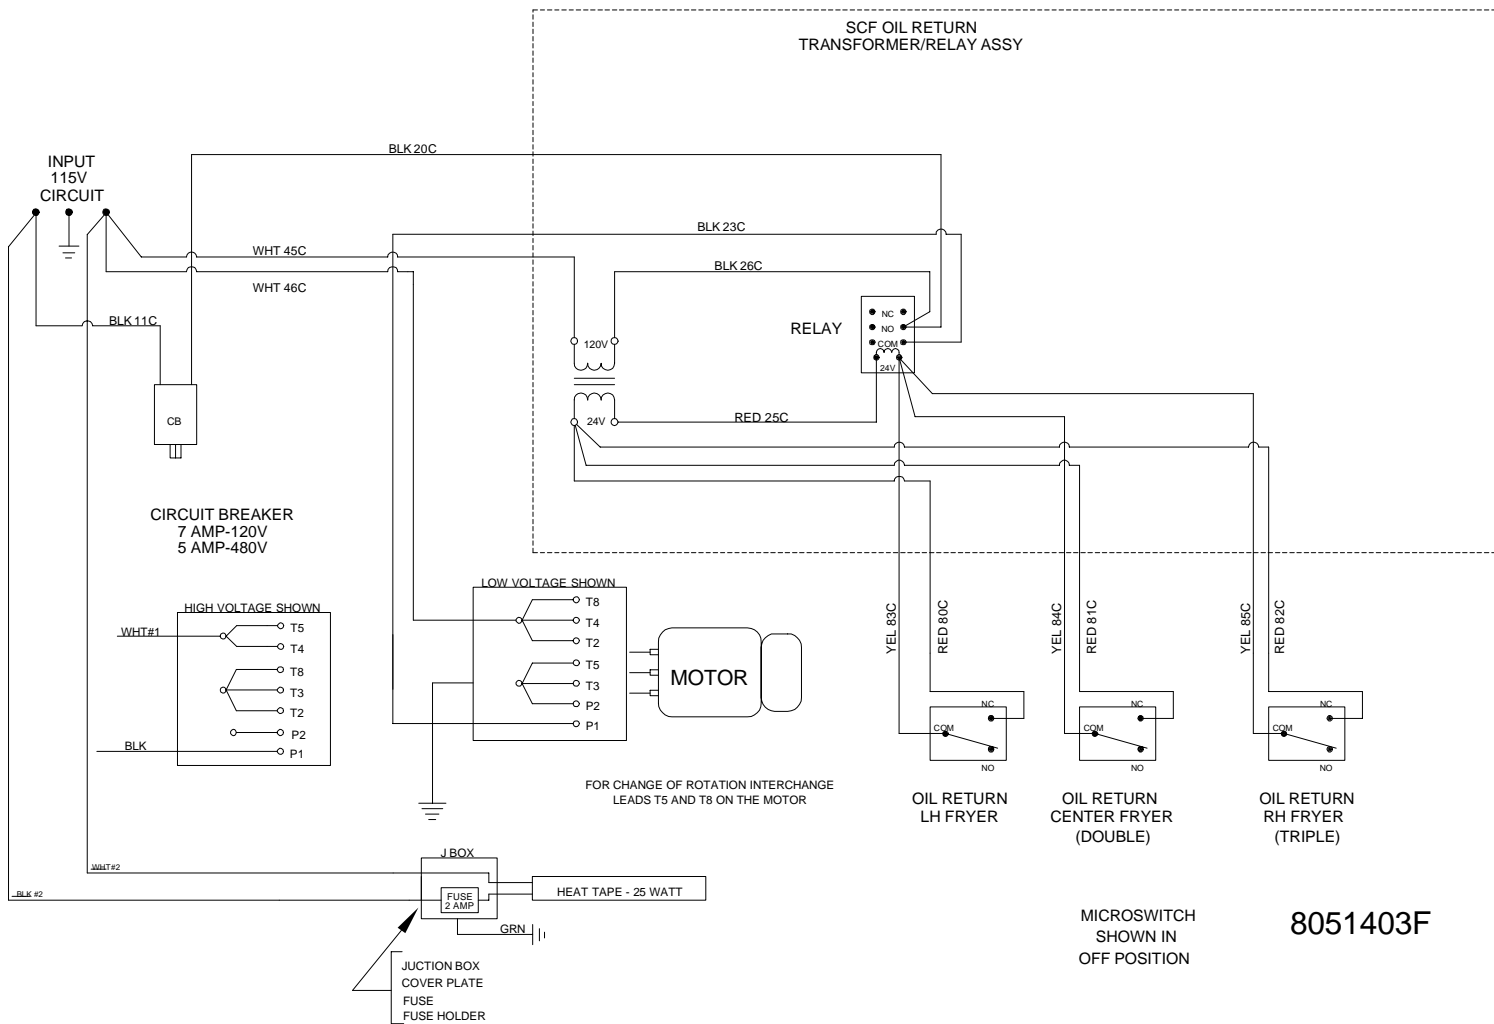 SCF OIL RETURN
TRANSFORMER/RELAY ASSY
BLK 20C
INPUT
115V
CIRCUIT
BLK 23C
WHT 45C
BLK 26C
WHT 46C
BLK 11C
RELAY
NC
NO
COM
24V
120V
24V
RED 25C
CB
CIRCUIT BREAKER
7 AMP-120V
5 AMP-480V
HIGH VOLTAGE SHOWN
WHT#1
T5
T4
T8
T3
T2
P2
BLK
P1
LOW VOLTAGE SHOWN
T8
T4
T2
T5
T3
P2
P1
MOTOR
FOR CHANGE OF ROTATION INTERCHANGE
LEADS T5 AND T8 ON THE MOTOR
YEL 83C
RED 80C
YEL 84C
RED 81C
YEL 85C
RED 82C
NC
COM
NO
NC
COM
NO
NC
COM
NO
OIL RETURN
LH FRYER
OIL RETURN
CENTER FRYER
(DOUBLE)
OIL RETURN
RH FRYER
(TRIPLE)
J BOX
WHT#2
BLK #2
FUSE
2 AMP
HEAT TAPE - 25 WATT
GRN
JUCTION BOX
COVER PLATE
FUSE
FUSE HOLDER
MICROSWITCH
SHOWN IN
OFF POSITION
8051403F